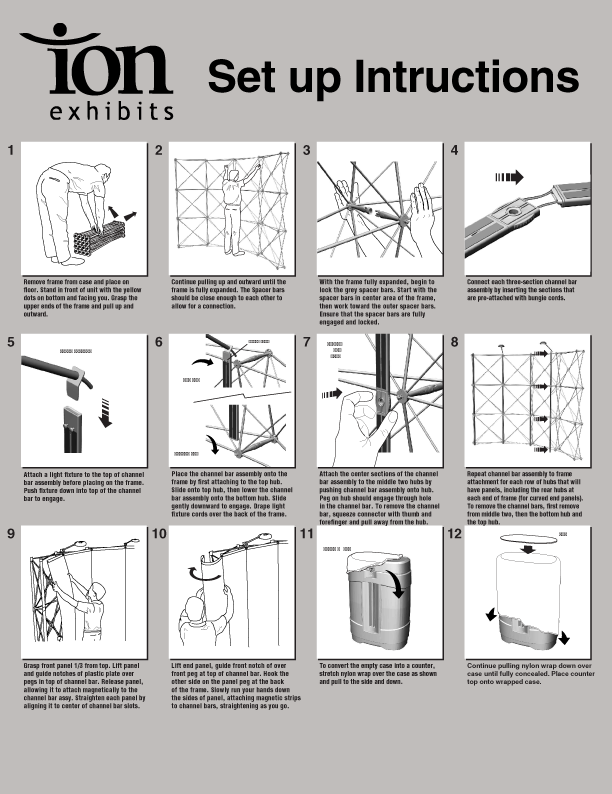 ion
exhibits
Set up Intructions
1
2
3
4
Remove frame from case and place on
floor. Stand in front of unit with the yellow
dots on bottom and facing you. Grasp the
upper ends of the frame and pull up and
outward.
Continue pulling up and outward until the
frame is fully expanded. The Spacer bars
should be close enough to each other to
allow for a connection.
With the frame fully expanded, begin to
lock the grey spacer bars. Start with the
spacer bars in center area of the frame,
then work toward the outer spacer bars.
Ensure that the spacer bars are fully
engaged and locked.
Connect each three-section channel bar
assembly by inserting the sections that
are pre-attached with bungie cords.
5
6
7
8
Attach a light fixture to the top of channel
bar assembly before placing on the frame.
Push fixture down into top of the channel
bar to engage.
Place the channel bar assembly onto the
frame by first attaching to the top hub.
Slide onto top hub, then lower the channel
bar assembly onto the bottom hub. Slide
gently downward to engage. Drape light
fixture cords over the back of the frame.
Attach the center sections of the channel
bar assembly to the middle two hubs by
pushing channel bar assembly onto hub.
Peg on hub should engage through hole
in the channel bar. To remove the channel
bar, squeeze connector with thumb and
forefinger and pull away from the hub.
Repeat channel bar assembly to frame
attachment for each row of hubs that will
have panels, including the rear hubs at
each end of frame (for curved end panels).
To remove the channel bars, first remove
from middle two, then the bottom hub and
the top hub.
9
10
11
12
Grasp front panel 1/3 from top. Lift panel
and guide notches of plastic plate over
pegs in top of channel bar. Release panel,
allowing it to attach magnetically to the
channel bar assy. Straighten each panel by
aligning it to center of channel bar slots.
Lift end panel, guide front notch of over
front peg at top of channel bar. Hook the
other side on the panel peg at the back
of the frame. Slowly run your hands down
the sides of panel, attaching magnetic strips
to channel bars, straightening as you go.
To convert the empty case into a counter,
stretch nylon wrap over the case as shown
and pull to the side and down.
Continue pulling nylon wrap down over
case until fully concealed. Place counter
top onto wrapped case.